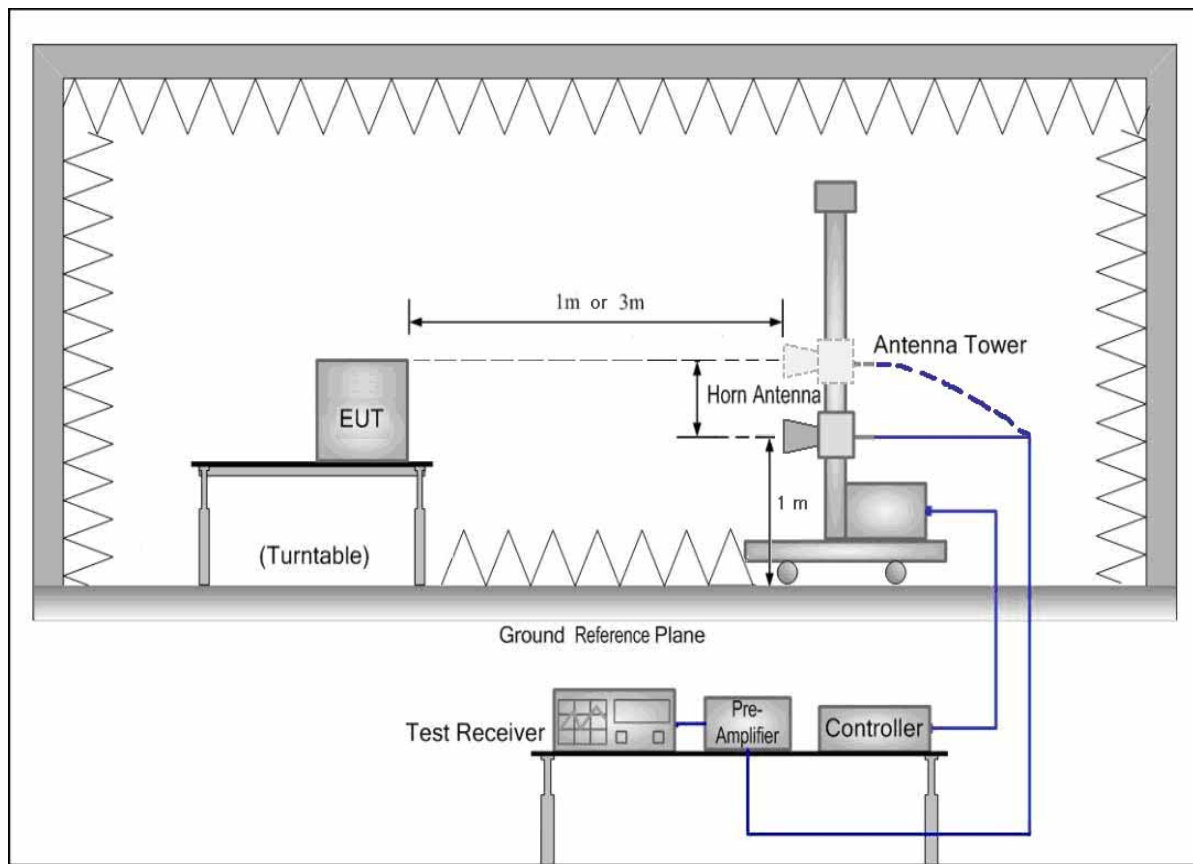 1m or 3m
Antenna Tower
Horn Antenna
EUT
1 m
(Turntable)
Ground Reference Plane
Test Receiver
Pre-
Amplifier
Controller